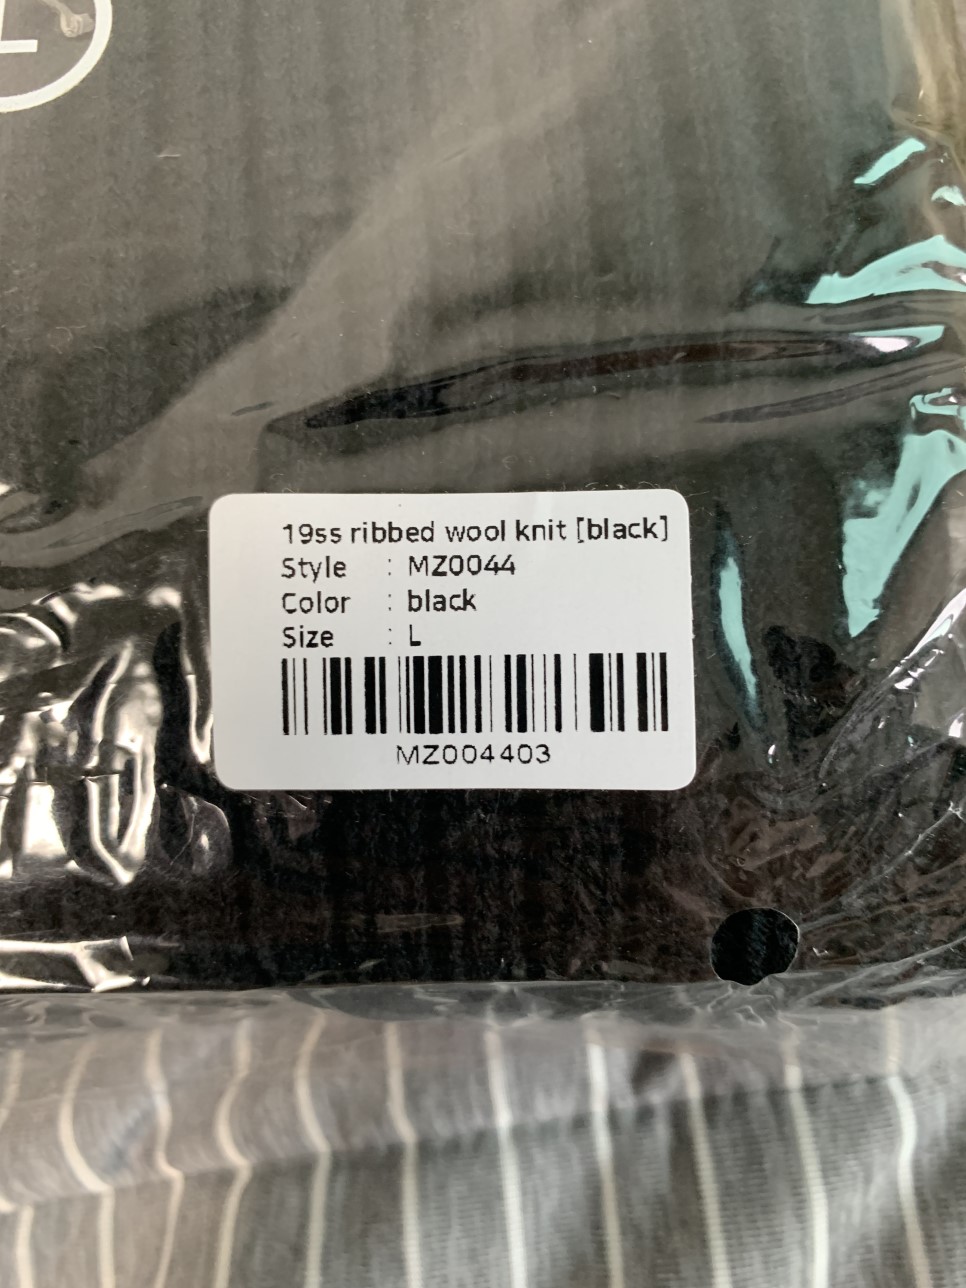 19ss ribbed wool knit [black]
Style : MZ0044
Color : black
Size : L
MZ004403